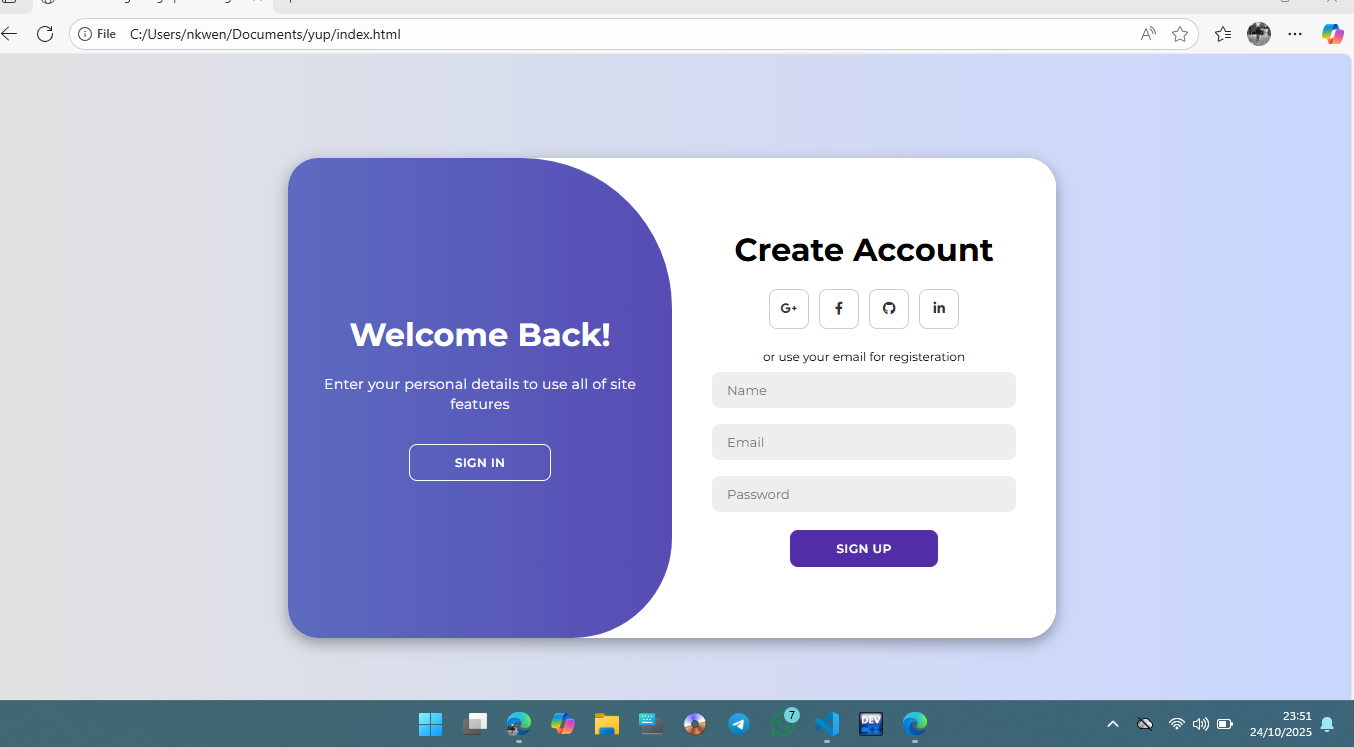 File C:/Users/nkwen/Documents/yup/index.html
Welcome Back!
Enter your personal details to use all of site
features
SIGN IN
Create Account
G+ f in
or use your email for registeration
Name
Email
Password
SIGN UP
7
DEV
23:51
24/10/2025